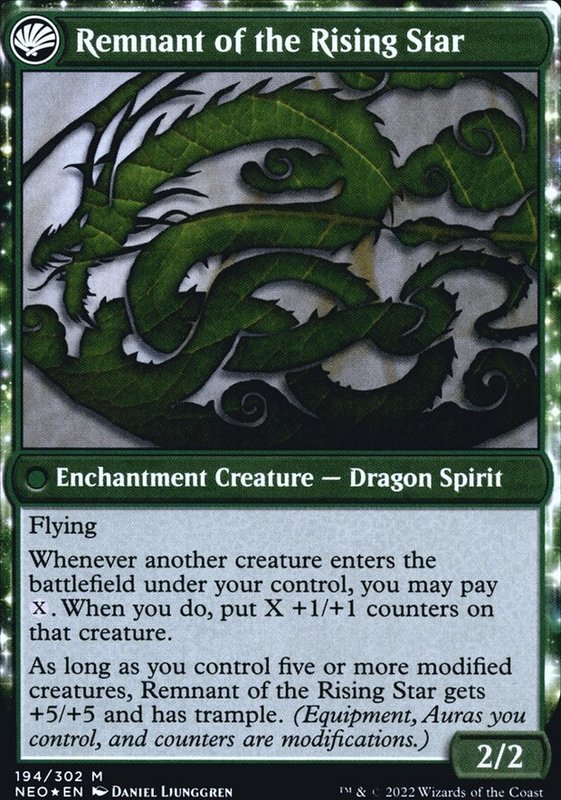 Remnant of the Rising Star
Enchantment Creature — Dragon Spirit
Flying
Whenever another creature enters the
battlefield under your control, you may pay
X. When you do, put X +1/+1 counters on
that creature.
As long as you control five or more modified
creatures, Remnant of the Rising Star gets
+5/+5 and has trample. (Equipment, Auras you
control, and counters are modifications.)
2/2
194/302 M
NEO★EN Daniel Ljunggren
™ & © 2022 Wizards of the Coast